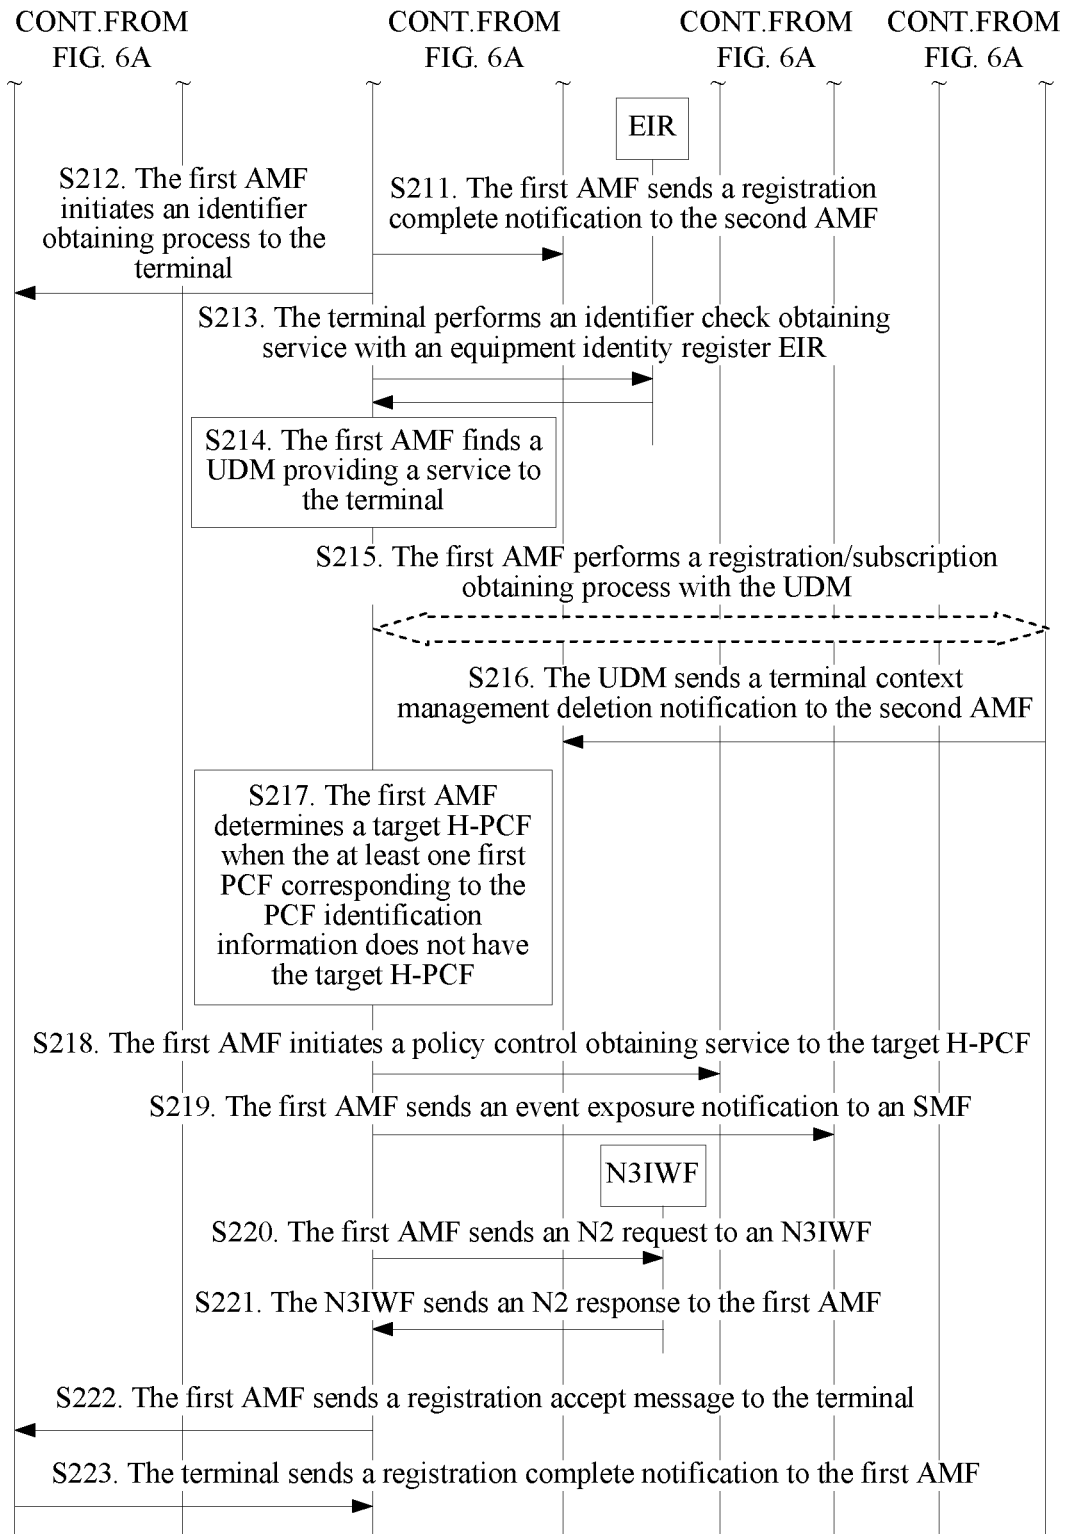 CONT.FROM
FIG. 6A
CONT.FROM
FIG. 6A
CONT.FROM
FIG. 6A
CONT.FROM
FIG. 6A
EIR
S212. The first AMF
initiates an identifier
obtaining process to the
terminal
S211. The first AMF sends a registration
complete notification to the second AMF
S213. The terminal performs an identifier check obtaining
service with an equipment identity register EIR
S214. The first AMF finds a
UDM providing a service to
the terminal
S215. The first AMF performs a registration/subscription
obtaining process with the UDM
S216. The UDM sends a terminal context
management deletion notification to the second AMF
S217. The first AMF
determines a target H-PCF
when the at least one first
PCF corresponding to the
PCF identification
information does not have
the target H-PCF
S218. The first AMF initiates a policy control obtaining service to the target H-PCF
S219. The first AMF sends an event exposure notification to an SMF
N3IWF
S220. The first AMF sends an N2 request to an N3IWF
S221. The N3IWF sends an N2 response to the first AMF
S222. The first AMF sends a registration accept message to the terminal
S223. The terminal sends a registration complete notification to the first AMF